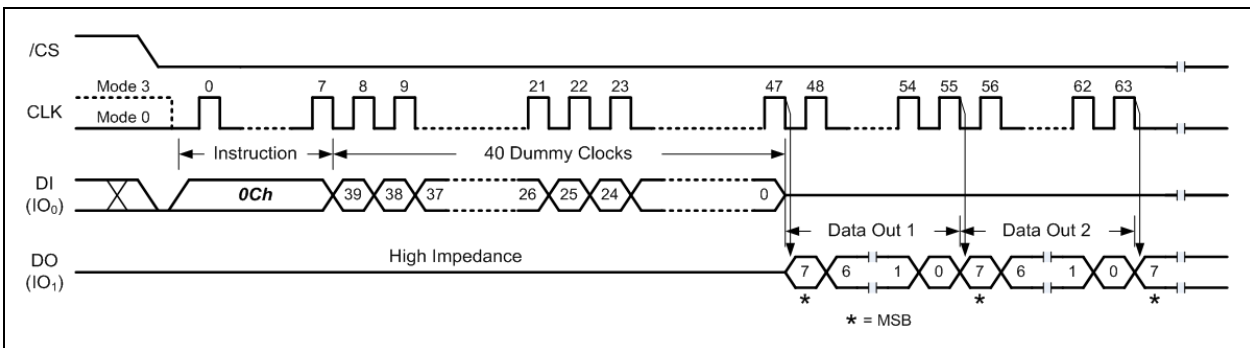 /CS
Mode 3 0 7 8 9 21 22 23 47 48 54 55 56 62 63
CLK
Mode 0
Instruction 40 Dummy Clocks
DI
(IO₀)
0Ch 39 38 37 26 25 24 0
Data Out 1 Data Out 2
High Impedance
DO
(IO₁)
7 6 1 0 7 6 1 0 7
* * *
* = MSB